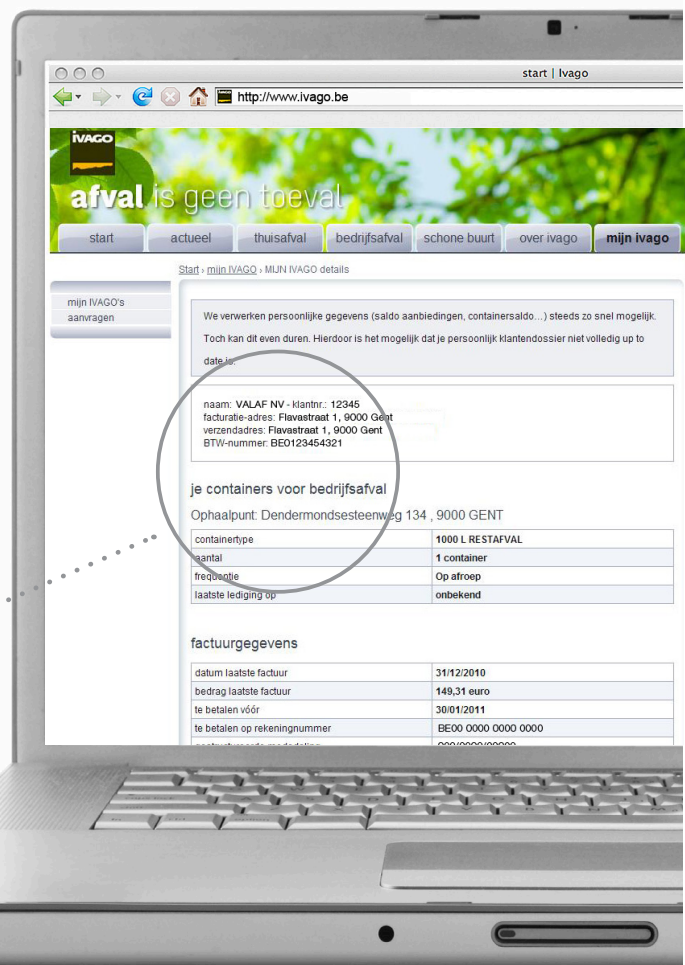 start | Ivago
http://www.ivago.be
IVAGO
afval is geen toeval
start actueel thuisafval bedrijfsafval schone buurt over ivago mijn ivago
Start › mijn IVAGO › MIJN IVAGO details
mijn IVAGO's
aanvragen
We verwerken persoonlijke gegevens (saldo aanbiedingen, containersaldo...) steeds zo snel mogelijk.
Toch kan dit even duren. Hierdoor is het mogelijk dat je persoonlijk klantendossier niet volledig up to
date is.
naam: VALAF NV - klantnr.: 12345
facturatie-adres: Flavastraat 1, 9000 Gent
verzendadres: Flavastraat 1, 9000 Gent
BTW-nummer: BE0123454321
je containers voor bedrijfsafval
Ophaalpunt: Dendermondsesteenweg 134 , 9000 GENT
containertype 1000 L RESTAFVAL
aantal 1 container
frequentie Op afroep
laatste lediging op onbekend
factuurgegevens
datum laatste factuur 31/12/2010
bedrag laatste factuur 149,31 euro
te betalen vóór 30/01/2011
te betalen op rekeningnummer BE00 0000 0000 0000